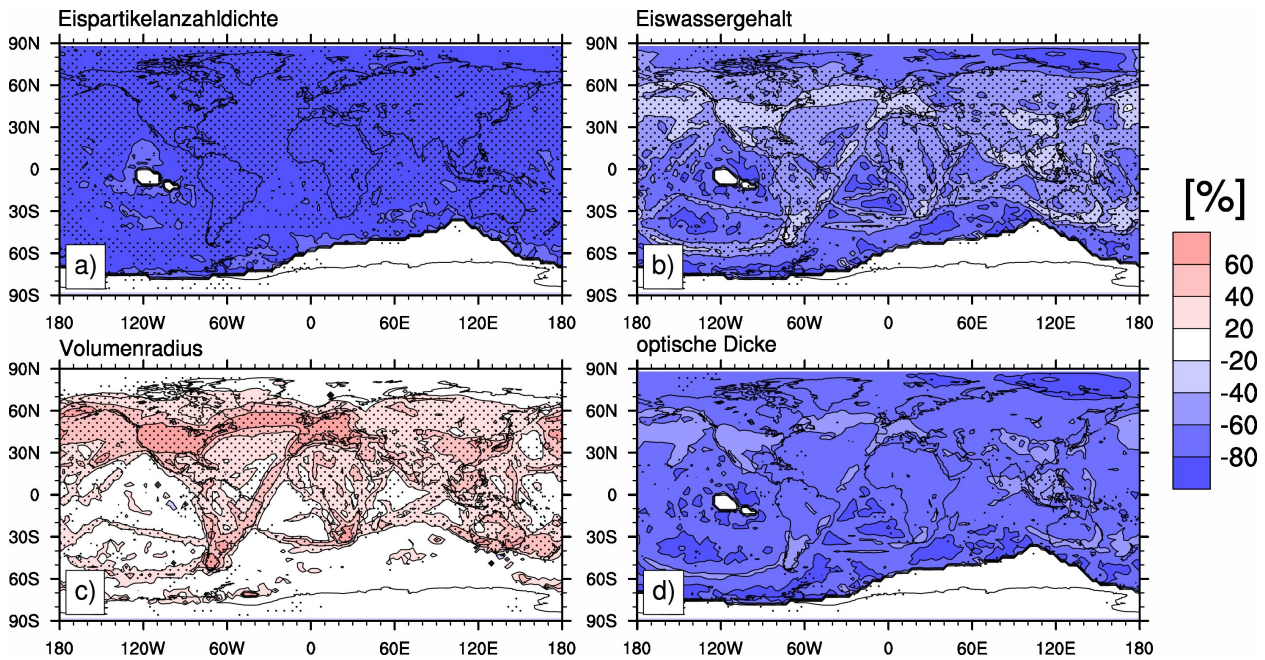 Eispartikelanzahldichte
90N
60N
30N
0
30S
60S
90S
a)
180 120W 60W 0 60E 120E 180
Eiswassergehalt
90N
60N
30N
0
30S
60S
90S
b)
180 120W 60W 0 60E 120E 180
Volumenradius
90N
60N
30N
0
30S
60S
90S
c)
180 120W 60W 0 60E 120E 180
optische Dicke
90N
60N
30N
0
30S
60S
90S
d)
180 120W 60W 0 60E 120E 180
[%]
60
40
20
-20
-40
-60
-80